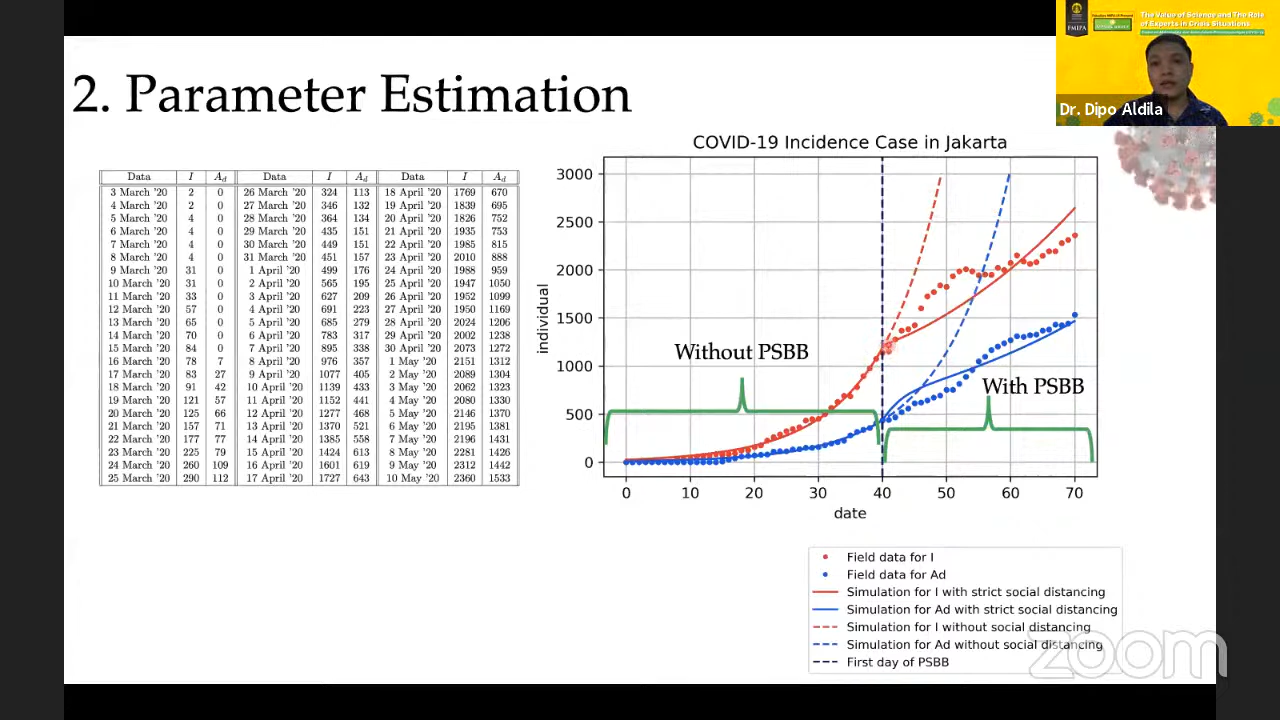 2. Parameter Estimation
FMIPA
The Value of Science and The Role
of Experts in Crisis Situations
Dr. Dipo Aldila
Data I Ad Data I Ad Data I Ad
3 March '20 2 0 26 March '20 324 113 18 April '20 1769 670
4 March '20 2 0 27 March '20 346 132 19 April '20 1839 695
5 March '20 4 0 28 March '20 364 134 20 April '20 1826 752
6 March '20 4 0 29 March '20 435 151 21 April '20 1935 753
7 March '20 4 0 30 March '20 449 151 22 April '20 1985 815
8 March '20 4 0 31 March '20 451 157 23 April '20 2010 888
9 March '20 31 0 1 April '20 499 176 24 April '20 1988 959
10 March '20 31 0 2 April '20 565 195 25 April '20 1947 1050
11 March '20 33 0 3 April '20 627 209 26 April '20 1952 1099
12 March '20 57 0 4 April '20 691 223 27 April '20 1950 1169
13 March '20 65 0 5 April '20 685 279 28 April '20 2024 1206
14 March '20 70 0 6 April '20 783 317 29 April '20 2002 1238
15 March '20 84 0 7 April '20 895 338 30 April '20 2073 1272
16 March '20 78 7 8 April '20 976 357 1 May '20 2151 1312
17 March '20 83 27 9 April '20 1077 405 2 May '20 2089 1304
18 March '20 91 42 10 April '20 1139 433 3 May '20 2062 1323
19 March '20 121 57 11 April '20 1152 441 4 May '20 2080 1330
20 March '20 125 66 12 April '20 1277 468 5 May '20 2146 1370
21 March '20 157 71 13 April '20 1370 521 6 May '20 2195 1381
22 March '20 177 77 14 April '20 1385 558 7 May '20 2196 1431
23 March '20 225 79 15 April '20 1424 613 8 May '20 2281 1426
24 March '20 260 109 16 April '20 1601 619 9 May '20 2312 1442
25 March '20 290 112 17 April '20 1727 643 10 May '20 2360 1533
COVID-19 Incidence Case in Jakarta
3000
2500
2000
1500
1000
500
0
individual
Without PSBB
With PSBB
0 10 20 30 40 50 60 70
date
Field data for I
Field data for Ad
Simulation for I with strict social distancing
Simulation for Ad with strict social distancing
Simulation for I without social distancing
Simulation for Ad without social distancing
First day of PSBB
zoom